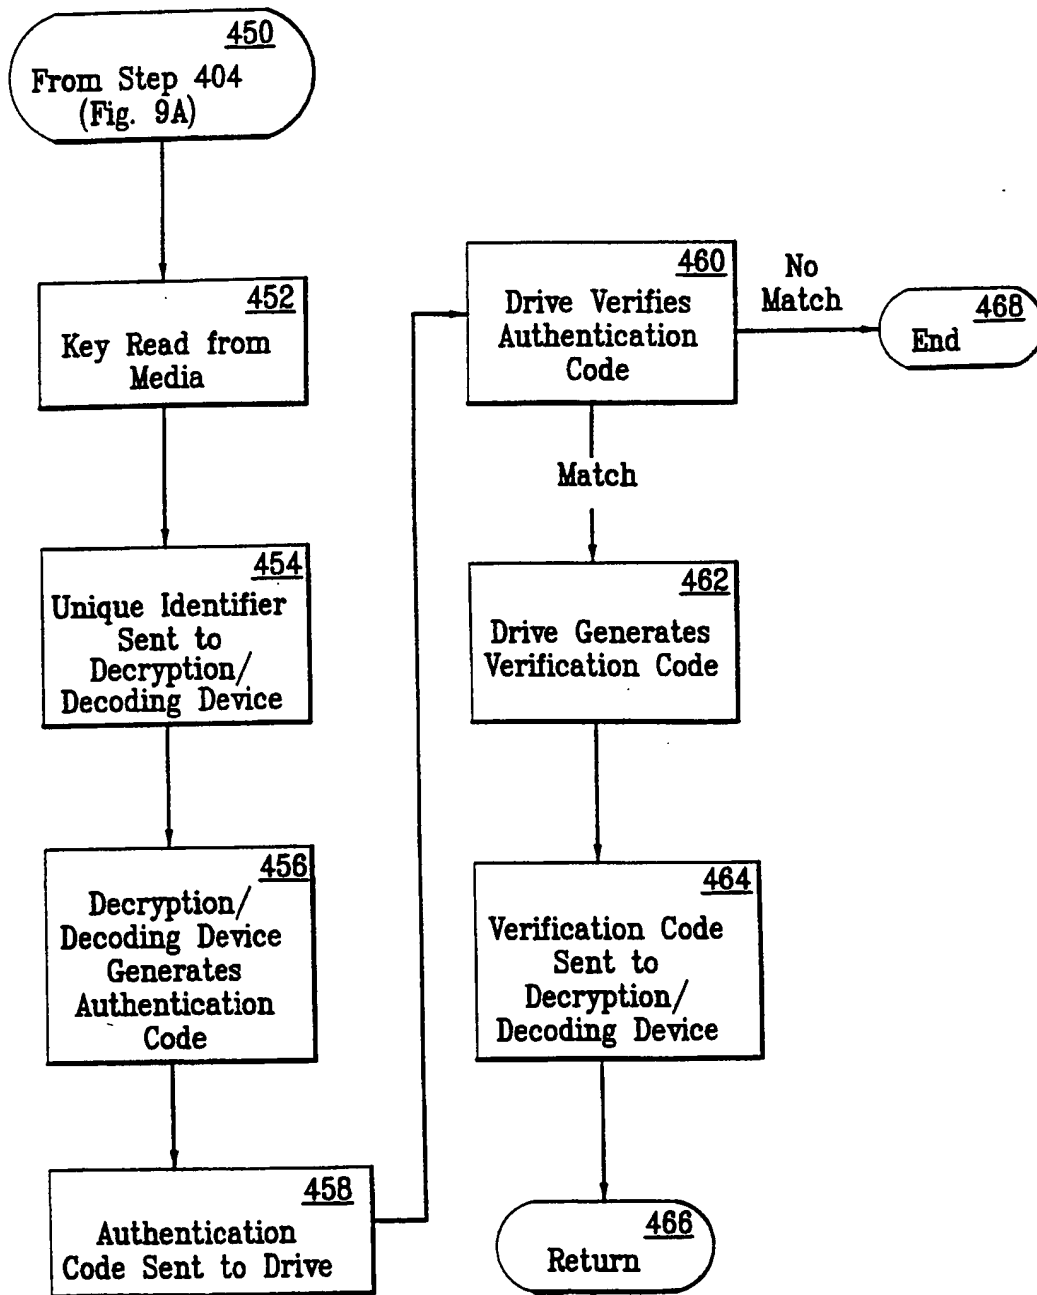 450
From Step 404
(Fig. 9A)
452
Key Read from
Media
454
Unique Identifier
Sent to
Decryption/
Decoding Device
456
Decryption/
Decoding Device
Generates
Authentication
Code
458
Authentication
Code Sent to Drive
460
Drive Verifies
Authentication
Code
No
Match
468
End
Match
462
Drive Generates
Verification Code
464
Verification Code
Sent to
Decryption/
Decoding Device
466
Return